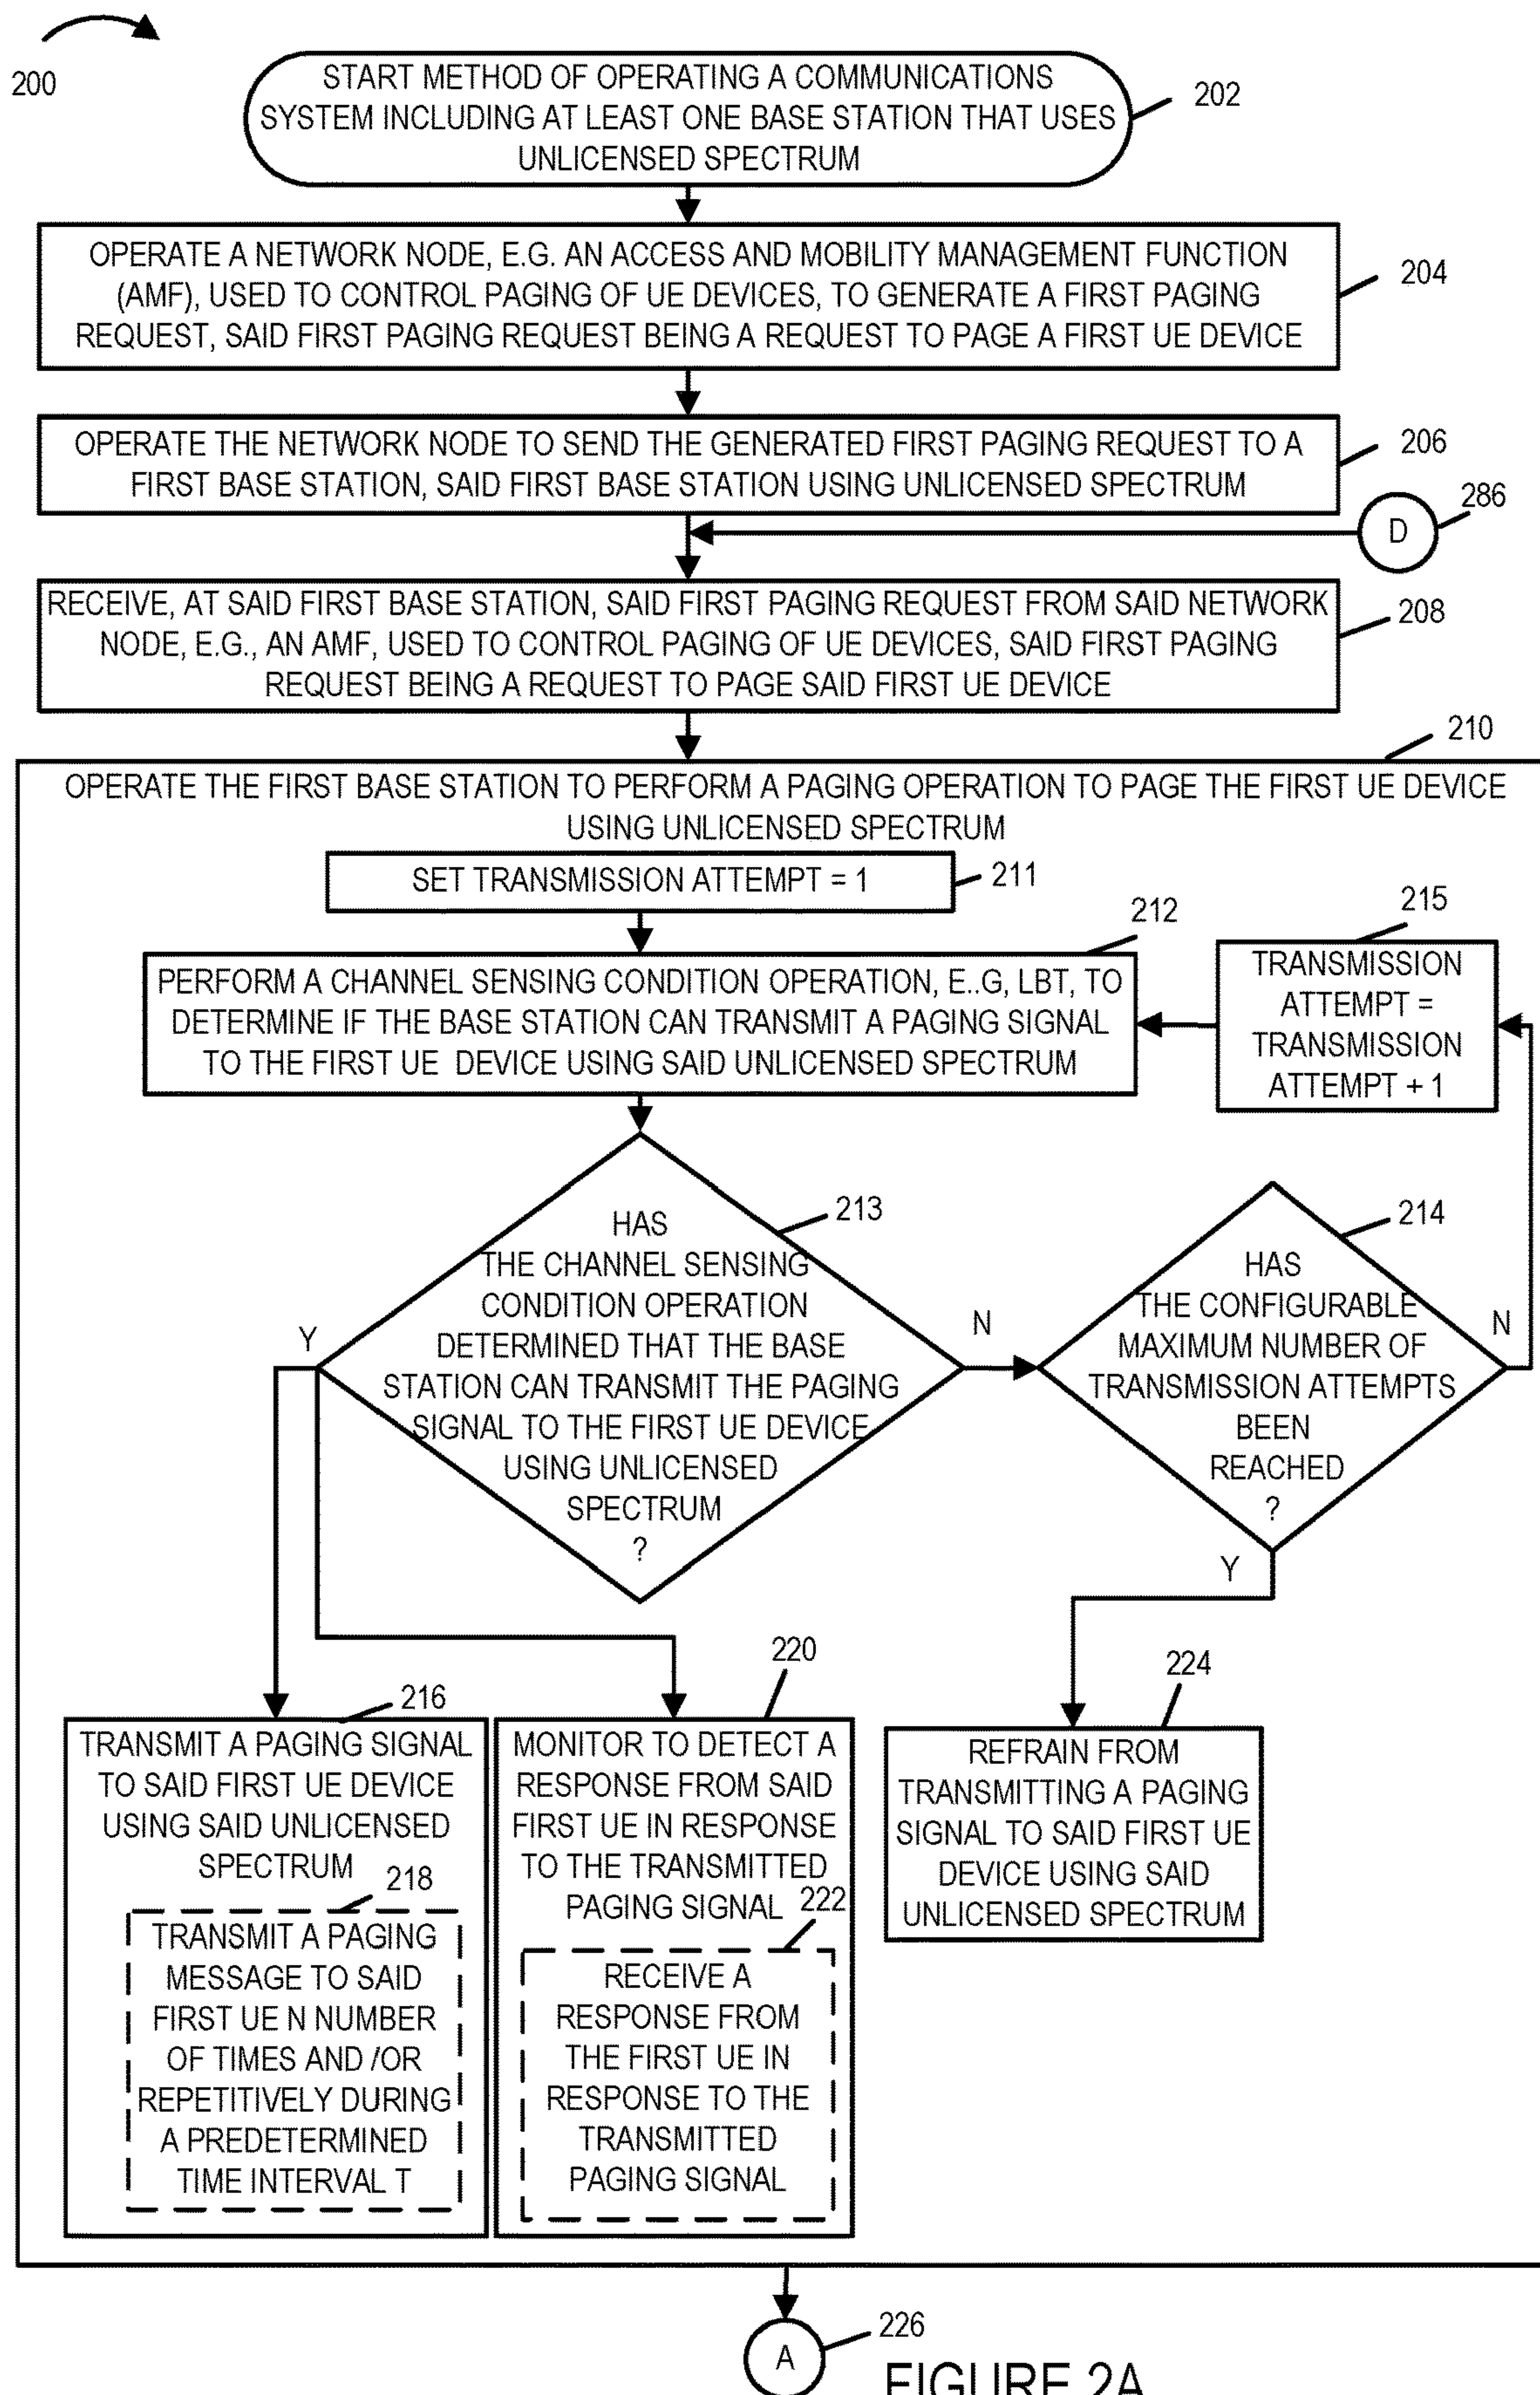 200
START METHOD OF OPERATING A COMMUNICATIONS
SYSTEM INCLUDING AT LEAST ONE BASE STATION THAT USES
UNLICENSED SPECTRUM
202
OPERATE A NETWORK NODE, E.G. AN ACCESS AND MOBILITY MANAGEMENT FUNCTION
(AMF), USED TO CONTROL PAGING OF UE DEVICES, TO GENERATE A FIRST PAGING
REQUEST, SAID FIRST PAGING REQUEST BEING A REQUEST TO PAGE A FIRST UE DEVICE
204
OPERATE THE NETWORK NODE TO SEND THE GENERATED FIRST PAGING REQUEST TO A
FIRST BASE STATION, SAID FIRST BASE STATION USING UNLICENSED SPECTRUM
206
D
286
RECEIVE, AT SAID FIRST BASE STATION, SAID FIRST PAGING REQUEST FROM SAID NETWORK
NODE, E.G., AN AMF, USED TO CONTROL PAGING OF UE DEVICES, SAID FIRST PAGING
REQUEST BEING A REQUEST TO PAGE SAID FIRST UE DEVICE
208
210
OPERATE THE FIRST BASE STATION TO PERFORM A PAGING OPERATION TO PAGE THE FIRST UE DEVICE
USING UNLICENSED SPECTRUM
SET TRANSMISSION ATTEMPT = 1
211
212
PERFORM A CHANNEL SENSING CONDITION OPERATION, E..G, LBT, TO
DETERMINE IF THE BASE STATION CAN TRANSMIT A PAGING SIGNAL
TO THE FIRST UE DEVICE USING SAID UNLICENSED SPECTRUM
215
TRANSMISSION
ATTEMPT =
TRANSMISSION
ATTEMPT + 1
213
HAS
THE CHANNEL SENSING
CONDITION OPERATION
DETERMINED THAT THE BASE
STATION CAN TRANSMIT THE PAGING
SIGNAL TO THE FIRST UE DEVICE
USING UNLICENSED
SPECTRUM
?
Y
N
214
HAS
THE CONFIGURABLE
MAXIMUM NUMBER OF
TRANSMISSION ATTEMPTS
BEEN
REACHED
?
N
Y
216
TRANSMIT A PAGING SIGNAL
TO SAID FIRST UE DEVICE
USING SAID UNLICENSED
SPECTRUM
218
TRANSMIT A PAGING
MESSAGE TO SAID
FIRST UE N NUMBER
OF TIMES AND /OR
REPETITIVELY DURING
A PREDETERMINED
TIME INTERVAL T
220
MONITOR TO DETECT A
RESPONSE FROM SAID
FIRST UE IN RESPONSE
TO THE TRANSMITTED
PAGING SIGNAL
222
RECEIVE A
RESPONSE FROM
THE FIRST UE IN
RESPONSE TO THE
TRANSMITTED
PAGING SIGNAL
224
REFRAIN FROM
TRANSMITTING A PAGING
SIGNAL TO SAID FIRST UE
DEVICE USING SAID
UNLICENSED SPECTRUM
A
226
FIGURE 2A